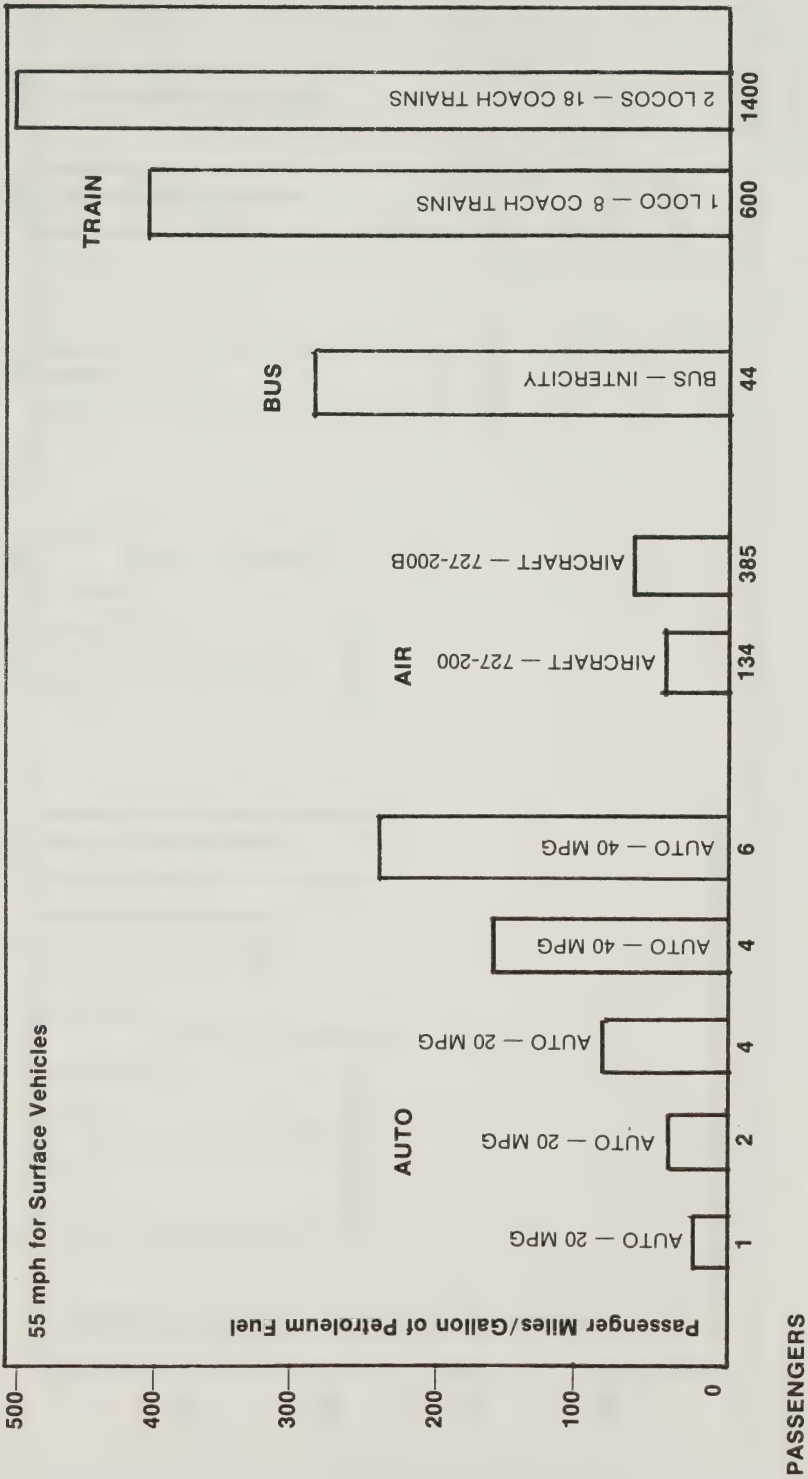 55 mph for Surface Vehicles
Passenger Miles/Gallon of Petroleum Fuel
500
400
300
200
100
0
AUTO
AUTO — 20 MPG
AUTO — 20 MPG
AUTO — 20 MPG
AUTO — 40 MPG
AUTO — 40 MPG
AIR
AIRCRAFT — 727-200
AIRCRAFT — 727-200B
BUS
BUS — INTERCITY
TRAIN
1 LOCO — 8 COACH TRAINS
2 LOCOS — 18 COACH TRAINS
PASSENGERS
1
2
4
4
6
134
385
44
600
1400